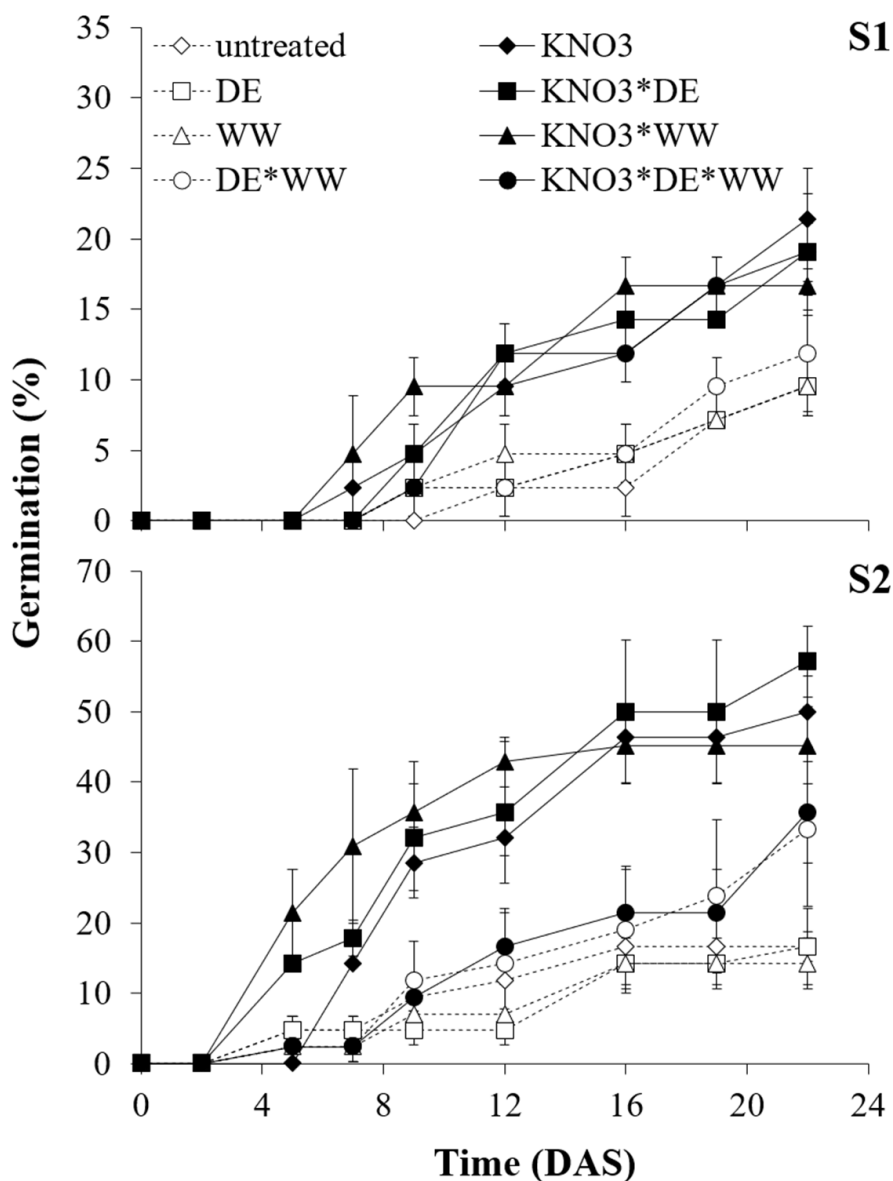 S1
untreated KNO3
DE KNO3*DE
WW KNO3*WW
DE*WW KNO3*DE*WW
35
30
25
20
15
10
5
0
Germination (%)
S2
70
60
50
40
30
20
10
0
0 4 8 12 16 20 24
Time (DAS)